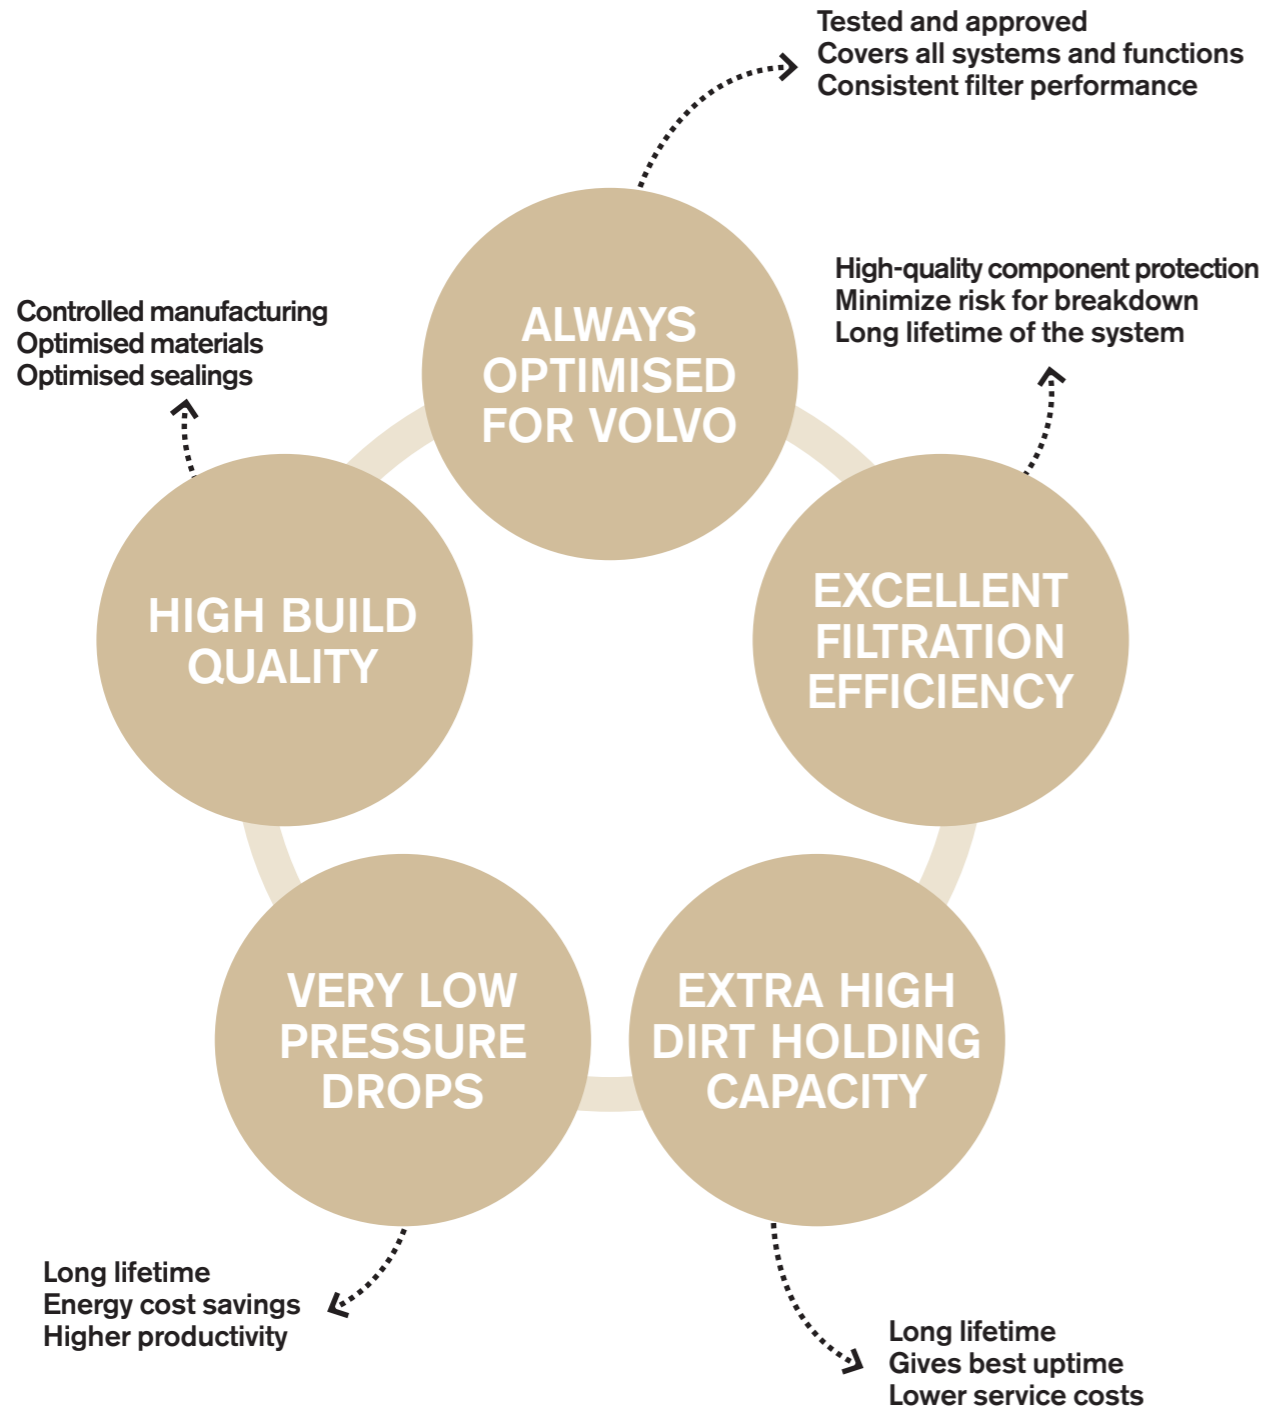 Tested and approved
Covers all systems and functions
Consistent filter performance
ALWAYS
OPTIMISED
FOR VOLVO
High-quality component protection
Minimize risk for breakdown
Long lifetime of the system
EXCELLENT
FILTRATION
EFFICIENCY
Controlled manufacturing
Optimised materials
Optimised sealings
HIGH BUILD
QUALITY
VERY LOW
PRESSURE
DROPS
Long lifetime
Energy cost savings
Higher productivity
EXTRA HIGH
DIRT HOLDING
CAPACITY
Long lifetime
Gives best uptime
Lower service costs